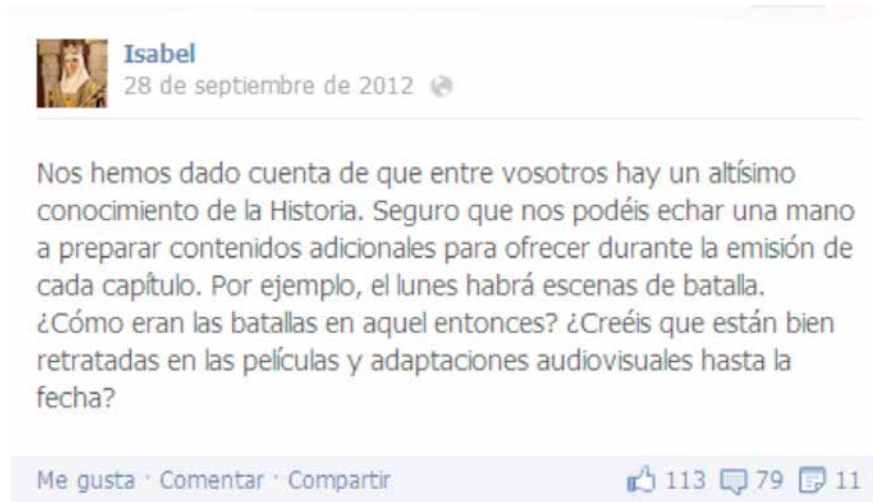 Isabel
28 de septiembre de 2012
Nos hemos dado cuenta de que entre vosotros hay un altísimo
conocimiento de la Historia. Seguro que nos podéis echar una mano
a preparar contenidos adicionales para ofrecer durante la emisión de
cada capítulo. Por ejemplo, el lunes habrá escenas de batalla.
¿Cómo eran las batallas en aquel entonces? ¿Creéis que están bien
retratadas en las películas y adaptaciones audiovisuales hasta la
fecha?
Me gusta · Comentar · Compartir 113 79 11